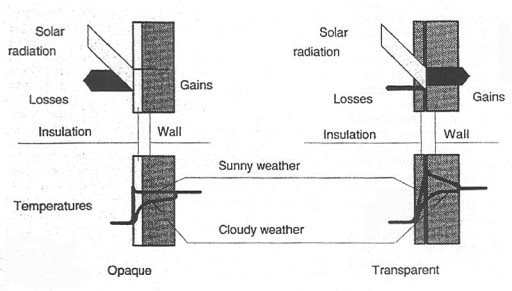 Solar
radiation
Losses
Gains
Insulation
Wall
Temperatures
Opaque
Sunny weather
Cloudy weather
Solar
radiation
Losses
Gains
Insulation
Wall
Transparent